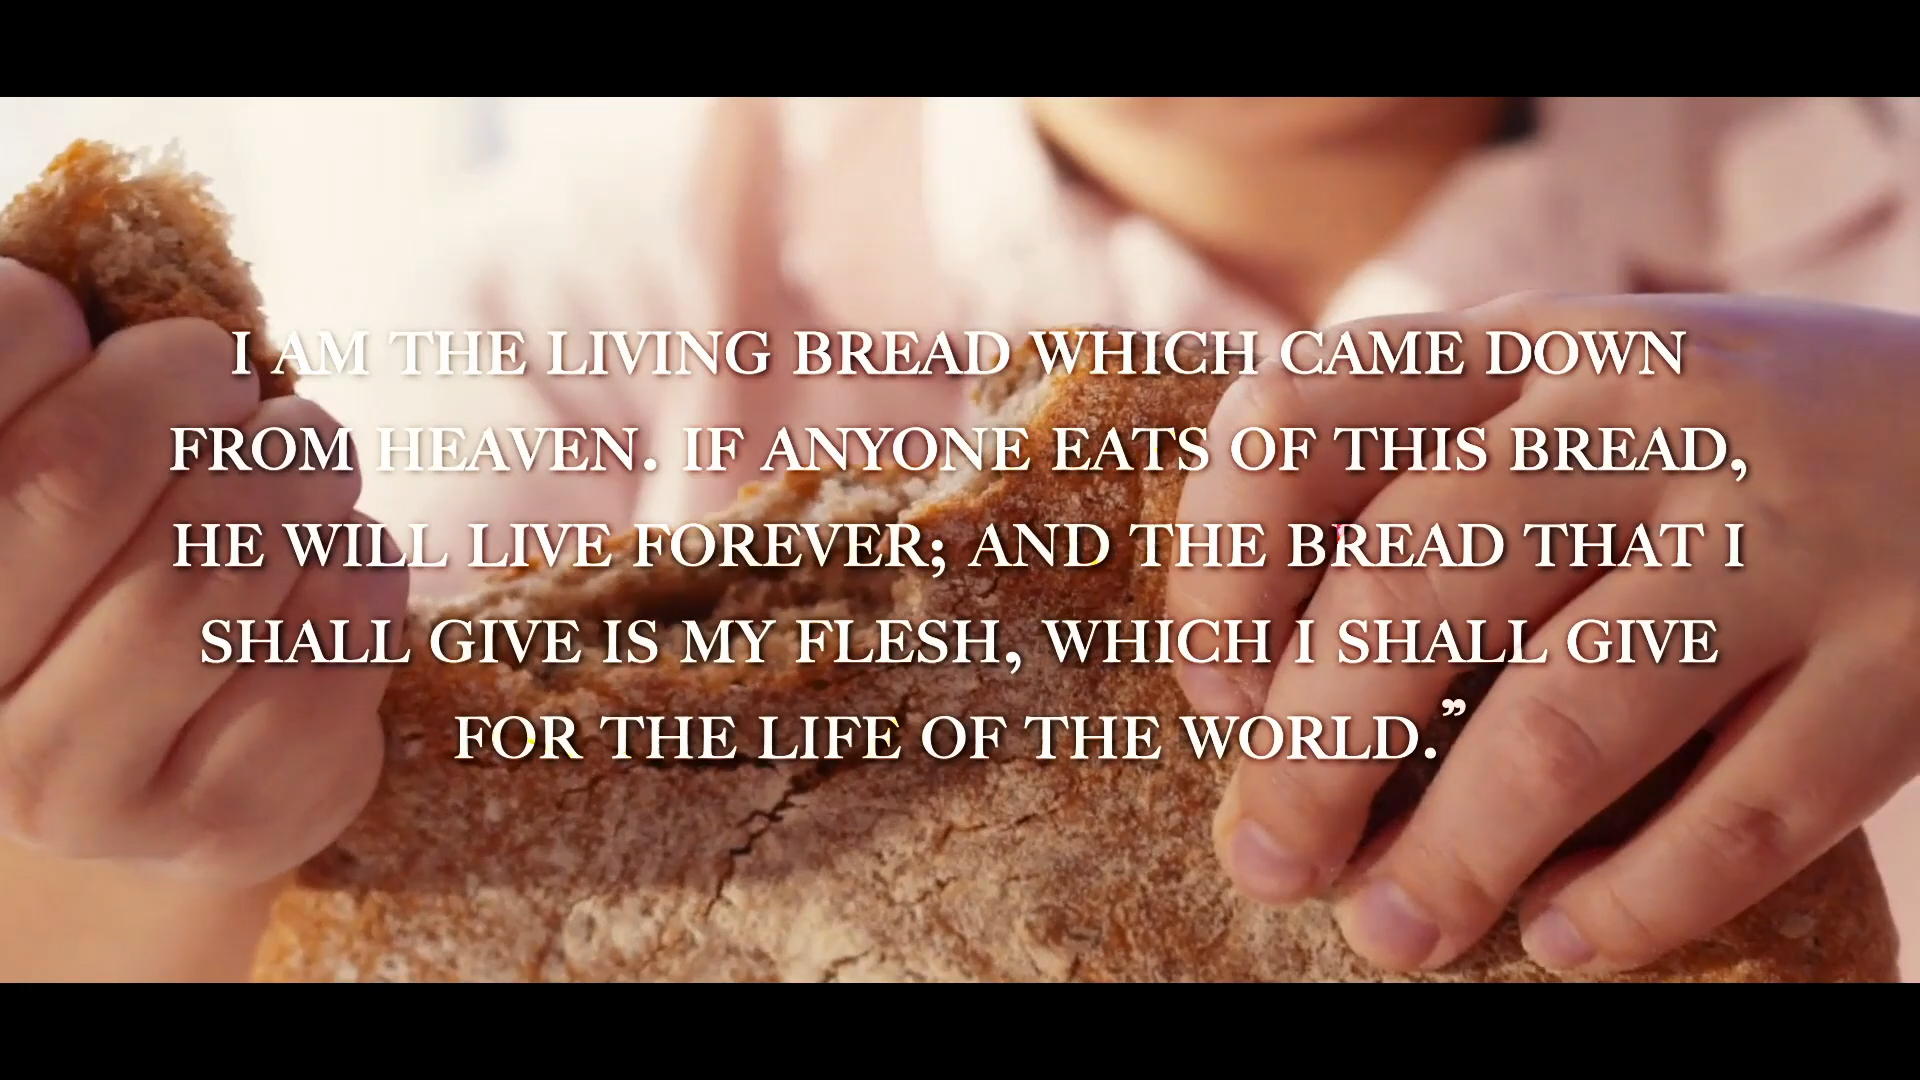 I AM THE LIVING BREAD WHICH CAME DOWN
FROM HEAVEN. IF ANYONE EATS OF THIS BREAD,
HE WILL LIVE FOREVER; AND THE BREAD THAT I
SHALL GIVE IS MY FLESH, WHICH I SHALL GIVE
FOR THE LIFE OF THE WORLD.”